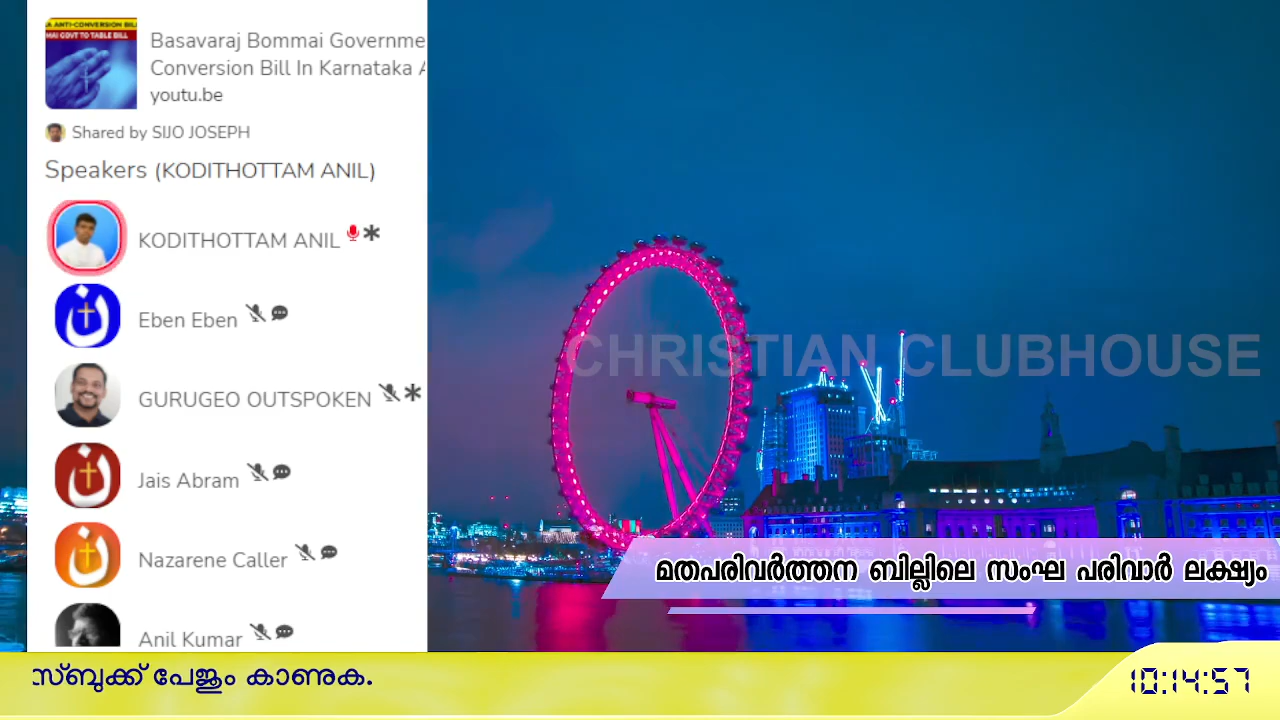 A ANTI-CONVERSION BIL
MAI GOVT TO TABLE BILL
Basavaraj Bommai Governme
Conversion Bill In Karnataka A
youtu.be
Shared by SIJO JOSEPH
Speakers (KODITHOTTAM ANIL)
KODITHOTTAM ANIL
Eben Eben
GURUGEO OUTSPOKEN
Jais Abram
Nazarene Caller
Anil Kumar
CHRISTIAN CLUBHOUSE
മതപരിവർത്തന ബില്ലിലെ സംഘ പരിവാർ ലക്ഷ്യം
സ്ബുക്ക് പേജും കാണുക.
10:14:57